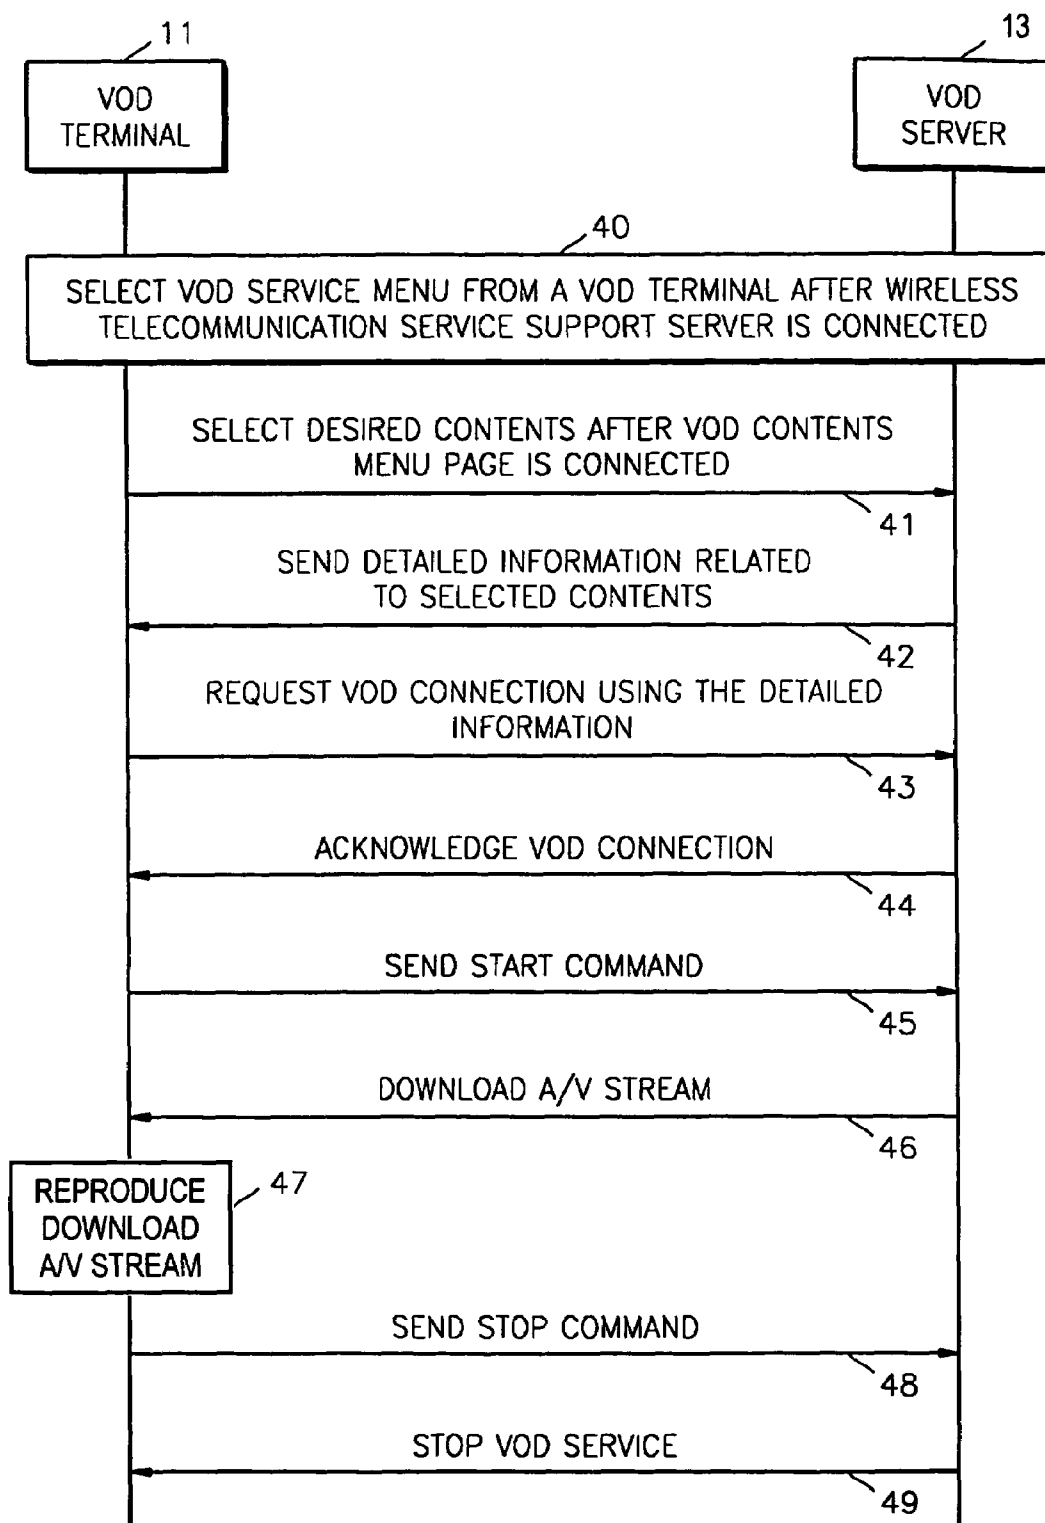 11
13
VOD
TERMINAL
VOD
SERVER
40
SELECT VOD SERVICE MENU FROM A VOD TERMINAL AFTER WIRELESS
TELECOMMUNICATION SERVICE SUPPORT SERVER IS CONNECTED
SELECT DESIRED CONTENTS AFTER VOD CONTENTS
MENU PAGE IS CONNECTED
41
SEND DETAILED INFORMATION RELATED
TO SELECTED CONTENTS
42
REQUEST VOD CONNECTION USING THE DETAILED
INFORMATION
43
ACKNOWLEDGE VOD CONNECTION
44
SEND START COMMAND
45
DOWNLOAD A/V STREAM
46
REPRODUCE
DOWNLOAD
A/V STREAM
47
SEND STOP COMMAND
48
STOP VOD SERVICE
49